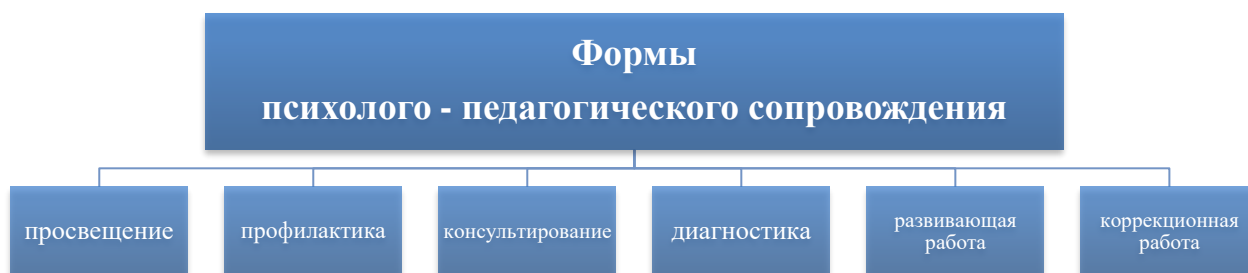 Формы
психолого - педагогического сопровождения
просвещение
профилактика
консультирование
диагностика
развивающая
работа
коррекционная
работа